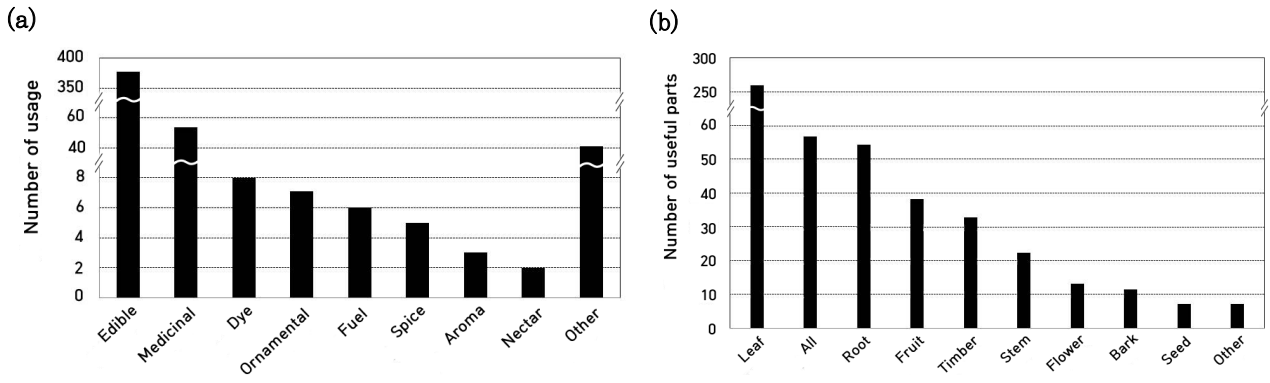 (a)
Number of usage
400
350
60
40
8
6
4
2
0
Edible
Medicinal
Dye
Ornamental
Fuel
Spice
Aroma
Nectar
Other
(b)
Number of useful parts
300
250
60
50
40
30
20
10
0
Leaf
All
Root
Fruit
Timber
Stem
Flower
Bark
Seed
Other